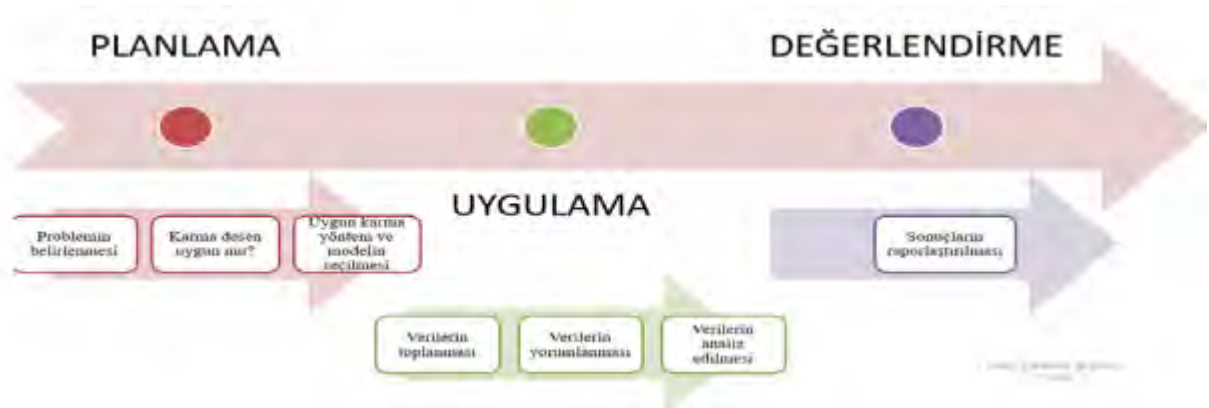 PLANLAMA
DEĞERLENDİRME
UYGULAMA
Problemin
belirlenmesi
Karma desen
uygun mu?
Uygun karma
yöntem ve
modelin
seçilmesi
Sonuçların
raporlaştırılması
Verilerin
toplanması
Verilerin
yorumlanması
Verilerin
analiz
edilmesi